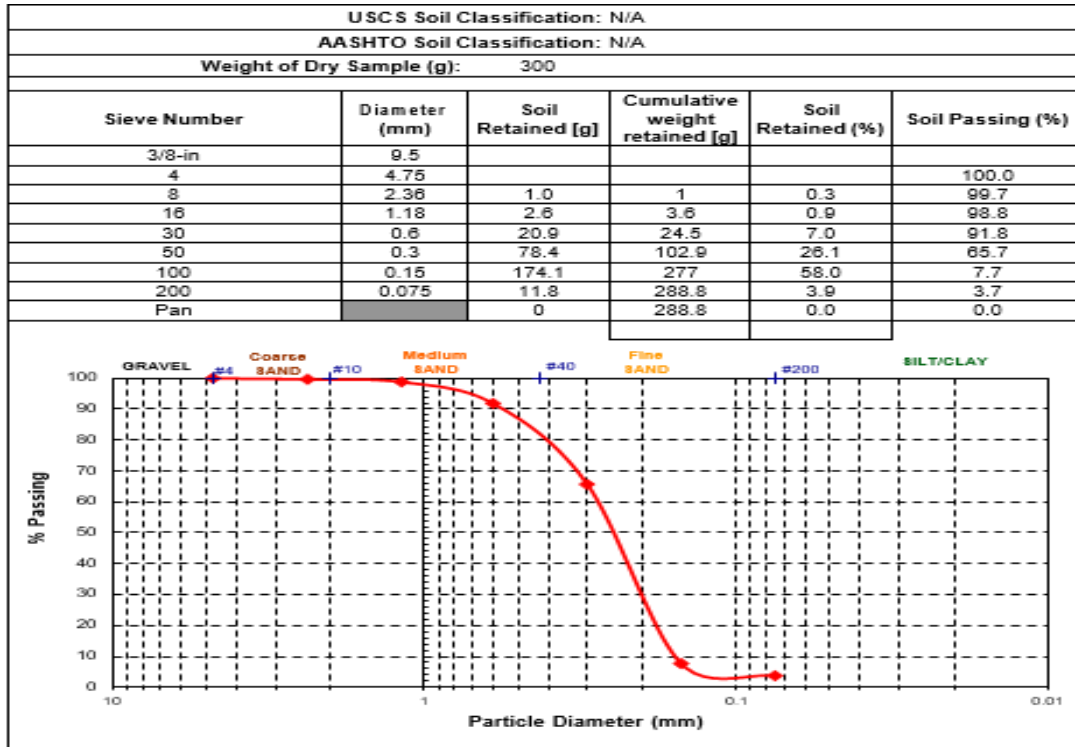 USCS Soil Classification: N/A
AASHTO Soil Classification: N/A
Weight of Dry Sample (g): 300
Sieve Number Diameter (mm) Soil Retained [g] Cumulative weight retained [g] Soil Retained (%) Soil Passing (%)
3/8-in 9.5
4 4.75 100.0
8 2.36 1.0 1 0.3 99.7
16 1.18 2.6 3.6 0.9 98.8
30 0.6 20.9 24.5 7.0 91.8
50 0.3 78.4 102.9 26.1 65.7
100 0.15 174.1 277 58.0 7.7
200 0.075 11.8 288.8 3.9 3.7
Pan 0 288.8 0.0 0.0
GRAVEL #4 Coarse SAND #10 Medium SAND #40 Fine SAND #200 SILT/CLAY
100
90
80
70
60
50
40
30
20
10
0
% Passing
10 1 0.1 0.01
Particle Diameter (mm)